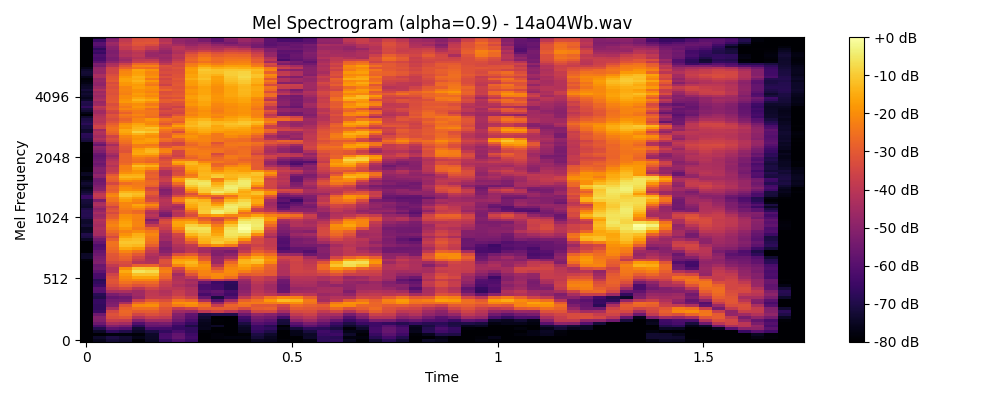 Mel Spectrogram (alpha=0.9) - 14a04Wb.wav
Mel Frequency
4096
2048
1024
512
0
0
0.5
1
1.5
Time
+0 dB
-10 dB
-20 dB
-30 dB
-40 dB
-50 dB
-60 dB
-70 dB
-80 dB